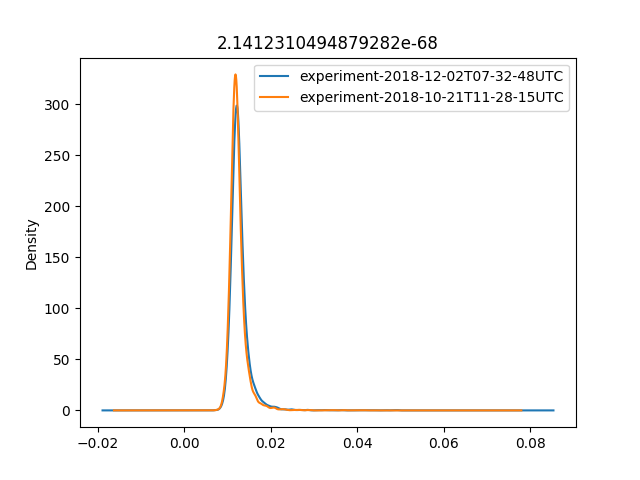 2.1412310494879282e-68
experiment-2018-12-02T07-32-48UTC
experiment-2018-10-21T11-28-15UTC
Density
300
250
200
150
100
50
0
−0.02 0.00 0.02 0.04 0.06 0.08